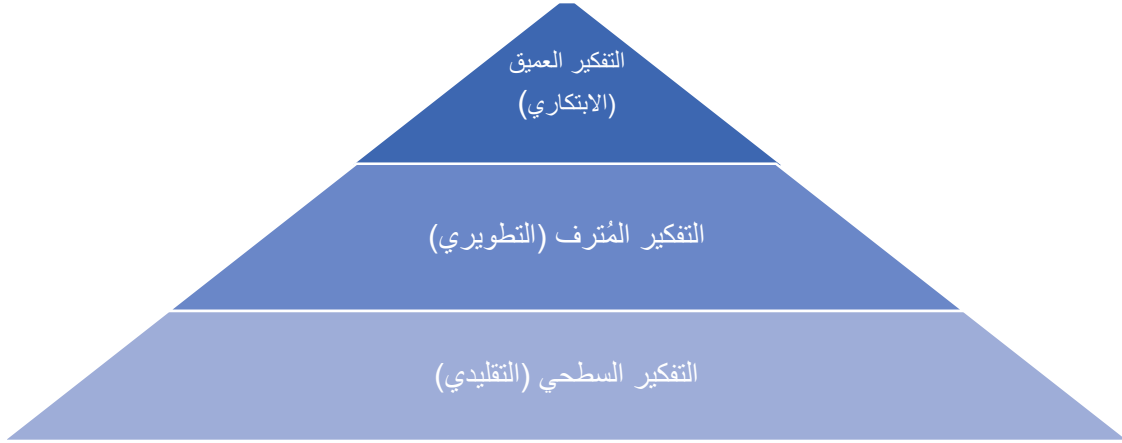 التفكير العميق
(الابتكاري)
التفكير المُترف (التطويري)
التفكير السطحي (التقليدي)